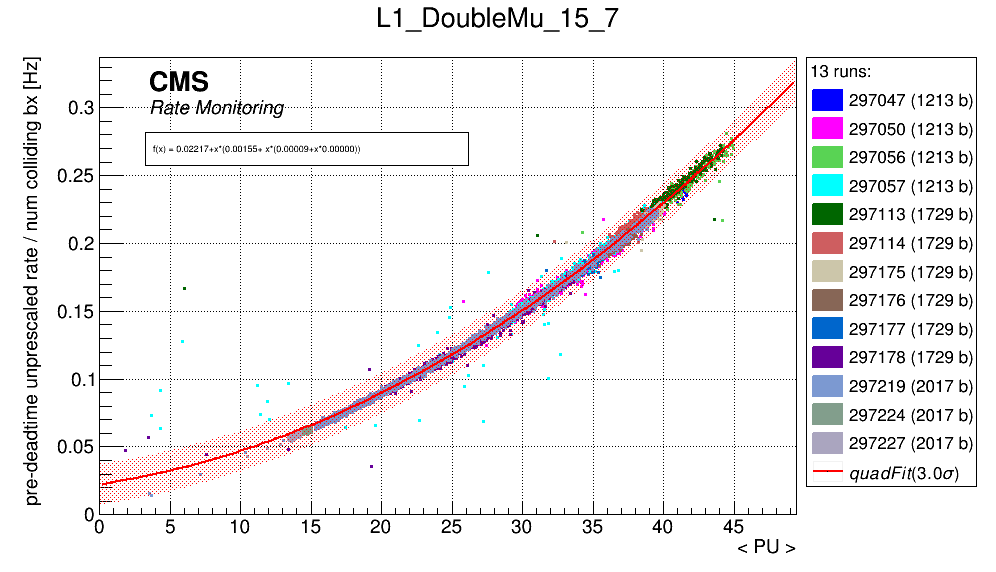 L1_DoubleMu_15_7
pre-deadtime unprescaled rate / num colliding bx [Hz]
CMS
Rate Monitoring
f(x) = 0.02217+x*(0.00155+ x*(0.00009+x*0.00000))
0.3
0.25
0.2
0.15
0.1
0.05
0
0 5 10 15 20 25 30 35 40 45
< PU >
13 runs:
297047 (1213 b)
297050 (1213 b)
297056 (1213 b)
297057 (1213 b)
297113 (1729 b)
297114 (1729 b)
297175 (1729 b)
297176 (1729 b)
297177 (1729 b)
297178 (1729 b)
297219 (2017 b)
297224 (2017 b)
297227 (2017 b)
quadFit(3.0σ)